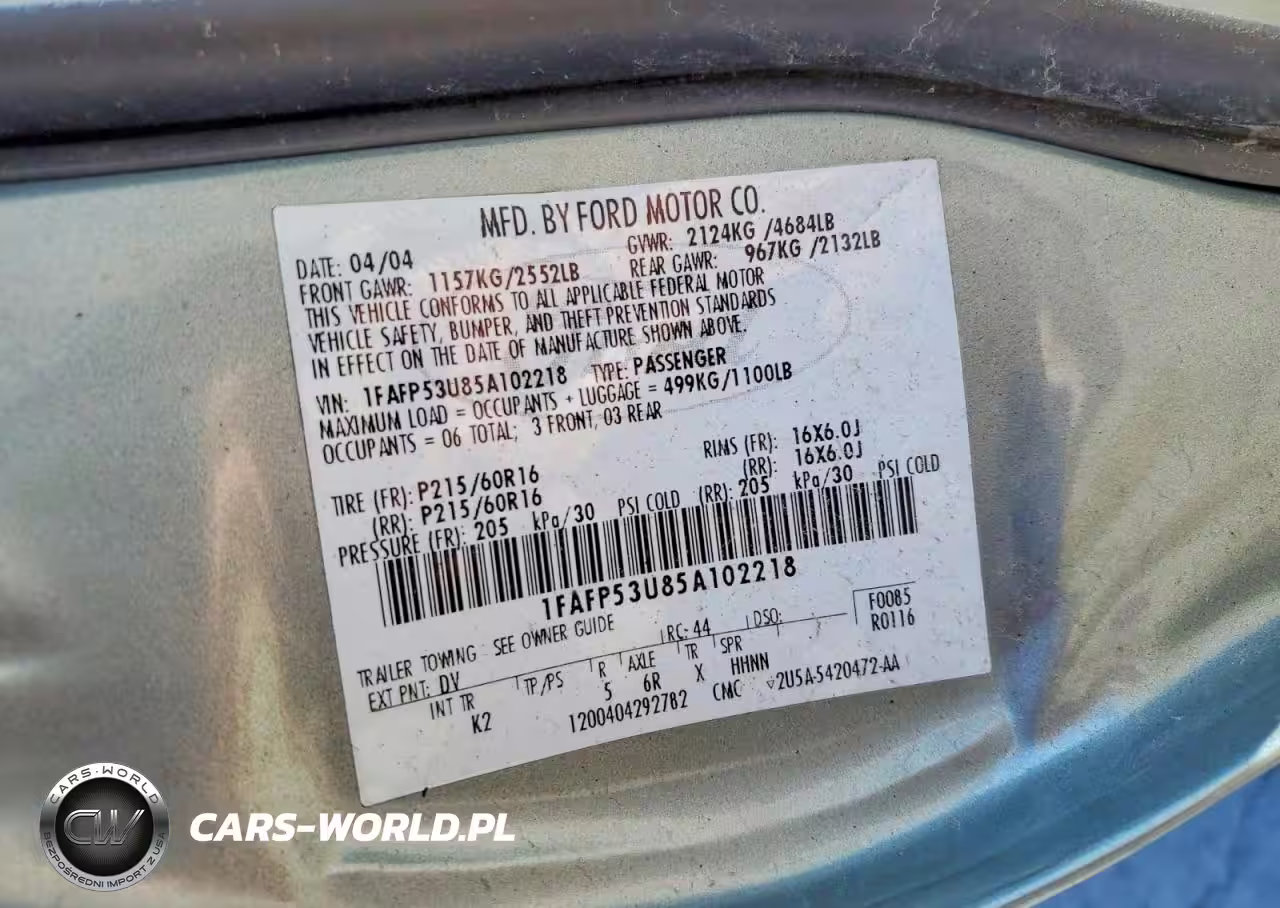 MFD. BY FORD MOTOR CO.
DATE: 04/04 GVWR: 2124KG /4684LB
FRONT GAWR: 1157KG/2552LB REAR GAWR: 967KG /2132LB
THIS VEHICLE CONFORMS TO ALL APPLICABLE FEDERAL MOTOR
VEHICLE SAFETY, BUMPER, AND THEFT PREVENTION STANDARDS
IN EFFECT ON THE DATE OF MANUFACTURE SHOWN ABOVE.
VIN: 1FAFP53U85A102218 TYPE: PASSENGER
MAXIMUM LOAD = OCCUPANTS + LUGGAGE = 499KG/1100LB
OCCUPANTS = 06 TOTAL; 3 FRONT, 03 REAR
TIRE (FR): P215/60R16 RIMS (FR): 16X6.0J
(RR): P215/60R16 (RR): 16X6.0J
PRESSURE (FR): 205 kPa/30 PSI COLD (RR): 205 kPa/30 PSI COLD
1FAFP53U85A102218
TRAILER TOWING: SEE OWNER GUIDE
F0085
EXT PNT: DV RC: 44 DSO: R0116
INT TR TP/PS R AXLE TR SPR
K2 5 6R X HHNN
1200404292782 CMC 2U5A-5420472-AA
CARS-WORLD
CW
BEZPOŚREDNI IMPORT Z USA
CARS-WORLD.PL